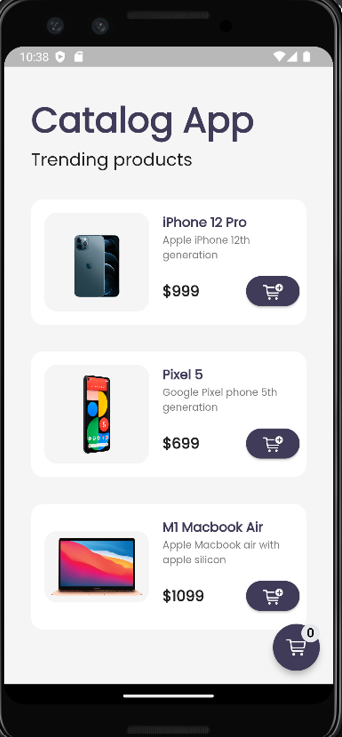 10:38
Catalog App
Trending products
iPhone 12 Pro
Apple iPhone 12th
generation
$999
Pixel 5
Google Pixel phone 5th
generation
$699
M1 Macbook Air
Apple Macbook air with
apple silicon
$1099
0